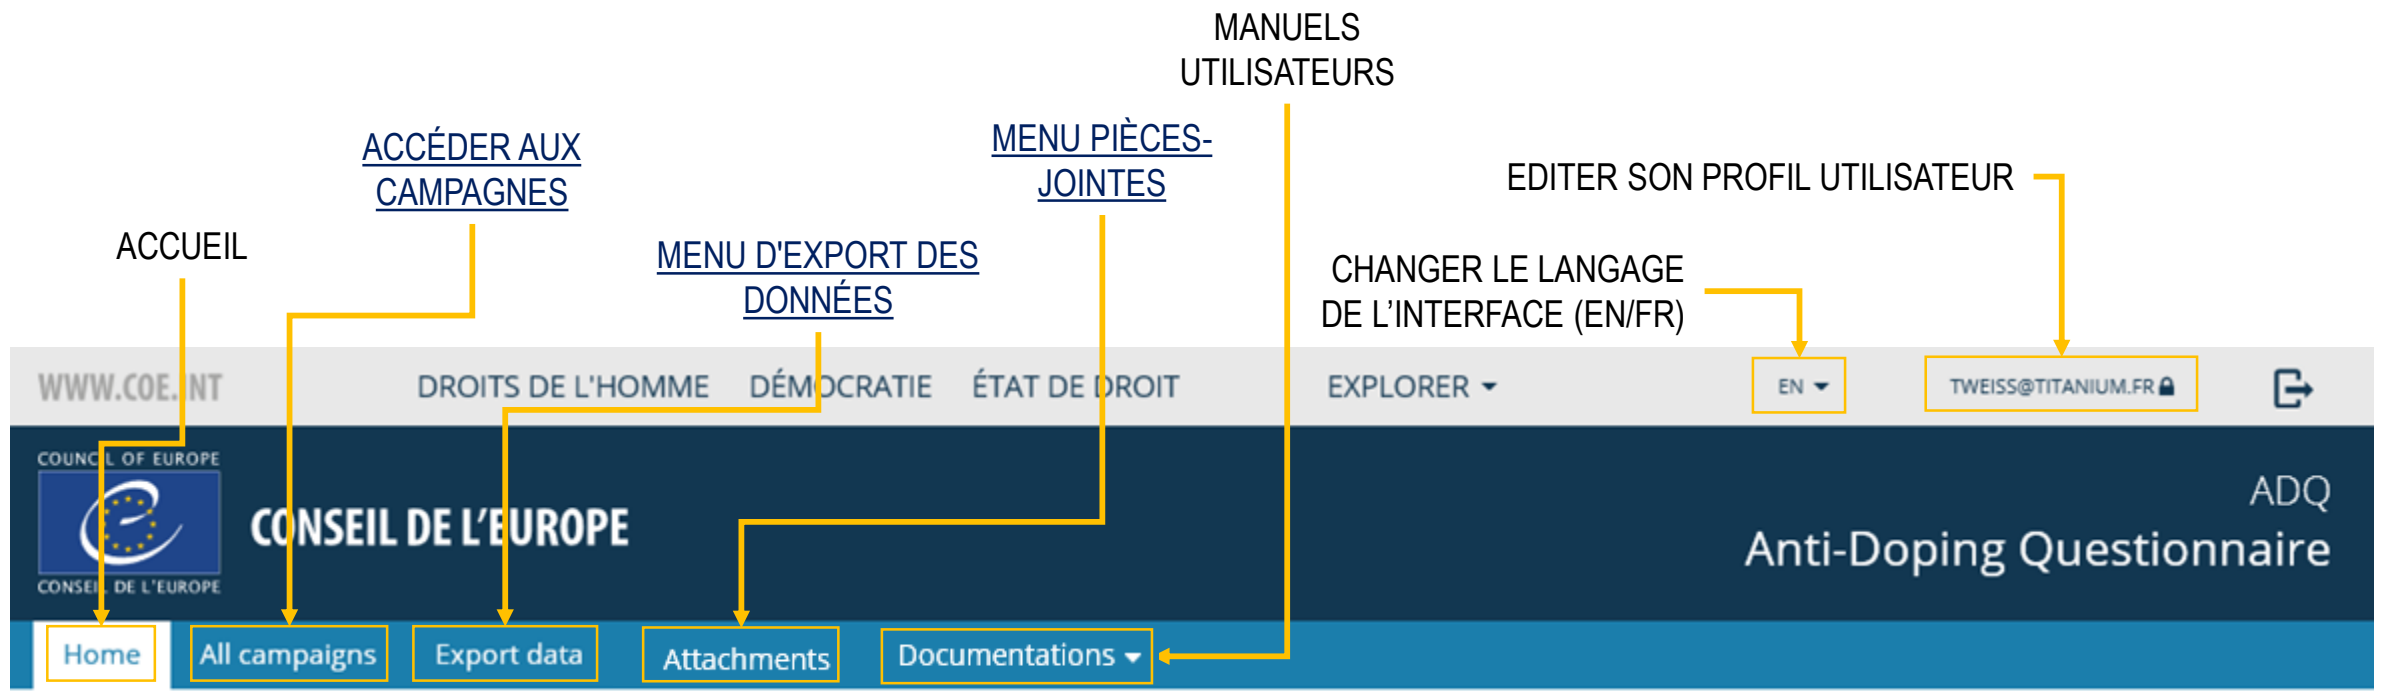 MANUELS
UTILISATEURS
ACCÉDER AUX
CAMPAGNES
MENU PIÈCES-
JOINTES
EDITER SON PROFIL UTILISATEUR
ACCUEIL
MENU D'EXPORT DES
DONNÉES
CHANGER LE LANGAGE
DE L’INTERFACE (EN/FR)
WWW.COE.INT DROITS DE L'HOMME DÉMOCRATIE ÉTAT DE DROIT EXPLORER EN TWEISS@TITANIUM.FR
COUNCIL OF EUROPE
CONSEIL DE L’EUROPE
CONSEIL DE L'EUROPE
ADQ
Anti-Doping Questionnaire
Home All campaigns Export data Attachments Documentations